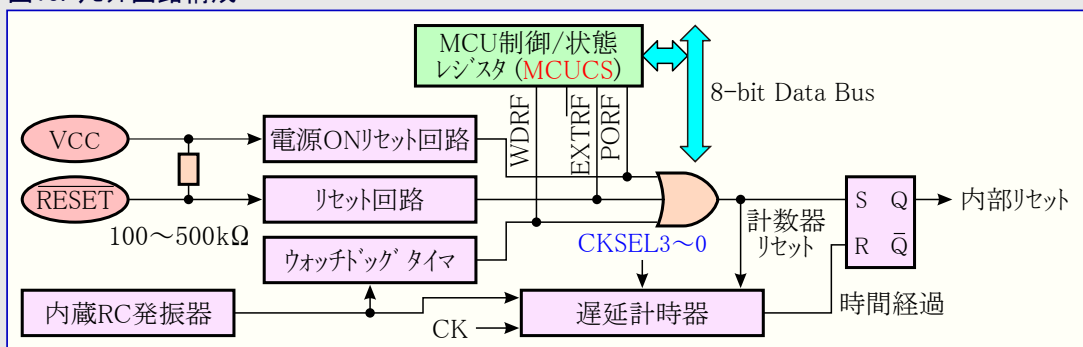 MCU制御/状態
レジスタ (MCUCS)
8-bit Data Bus
WDRF
EXTRF
PORF
VCC
電源ONリセット回路
RESET
リセット回路
100～500kΩ
ウォッチドッグ タイマ
CKSEL3～0
計数器
リセット
S Q
R Q̅
内部リセット
内蔵RC発振器
CK
遅延計時器
時間経過